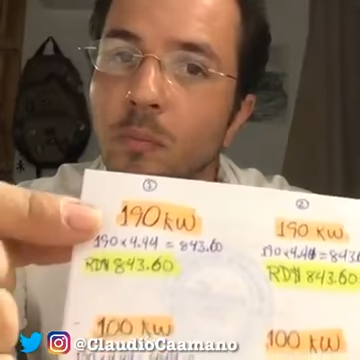 ① ②
190 KW 190 KW
190 x 4.44 = 843.60 190 x 4.44 = 843.6
RD$ 843.60 RD$ 843.60
100 KW 100 KW
@ClaudioCaamano